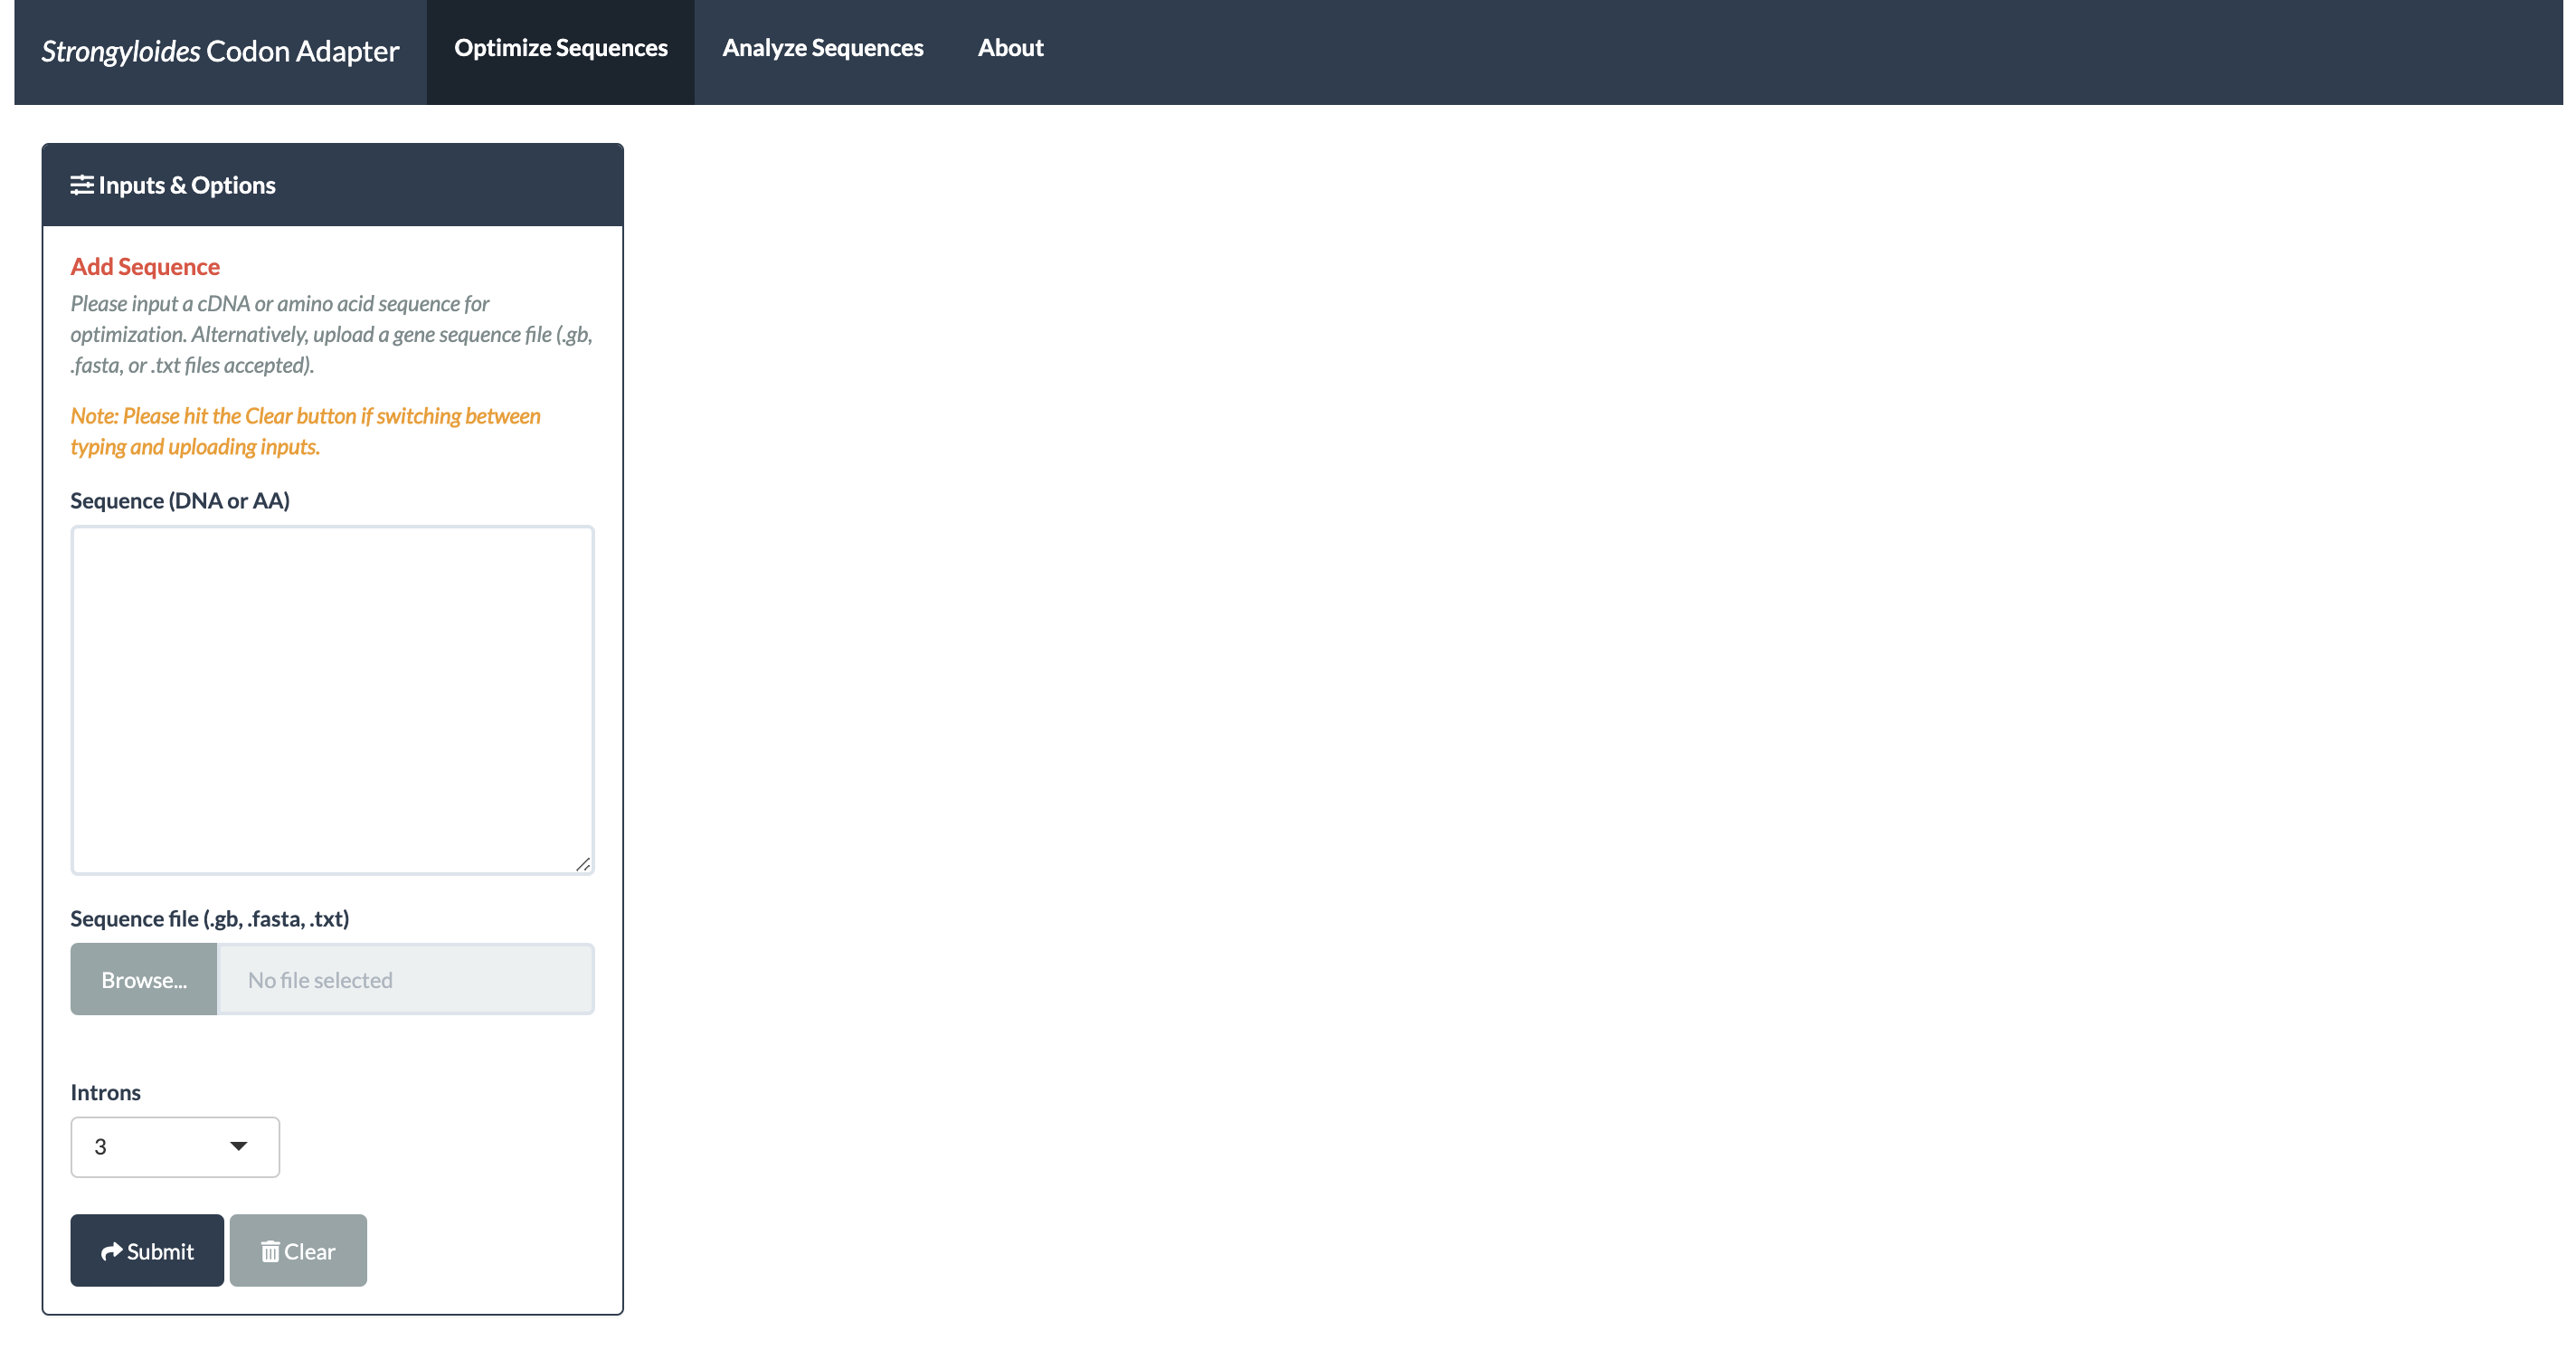 Strongyloides Codon Adapter
Optimize Sequences
Analyze Sequences
About
Inputs & Options
Add Sequence
Please input a cDNA or amino acid sequence for
optimization. Alternatively, upload a gene sequence file (.gb,
.fasta, or .txt files accepted).
Note: Please hit the Clear button if switching between
typing and uploading inputs.
Sequence (DNA or AA)
Sequence file (.gb, .fasta, .txt)
Browse...
No file selected
Introns
3
Submit
Clear